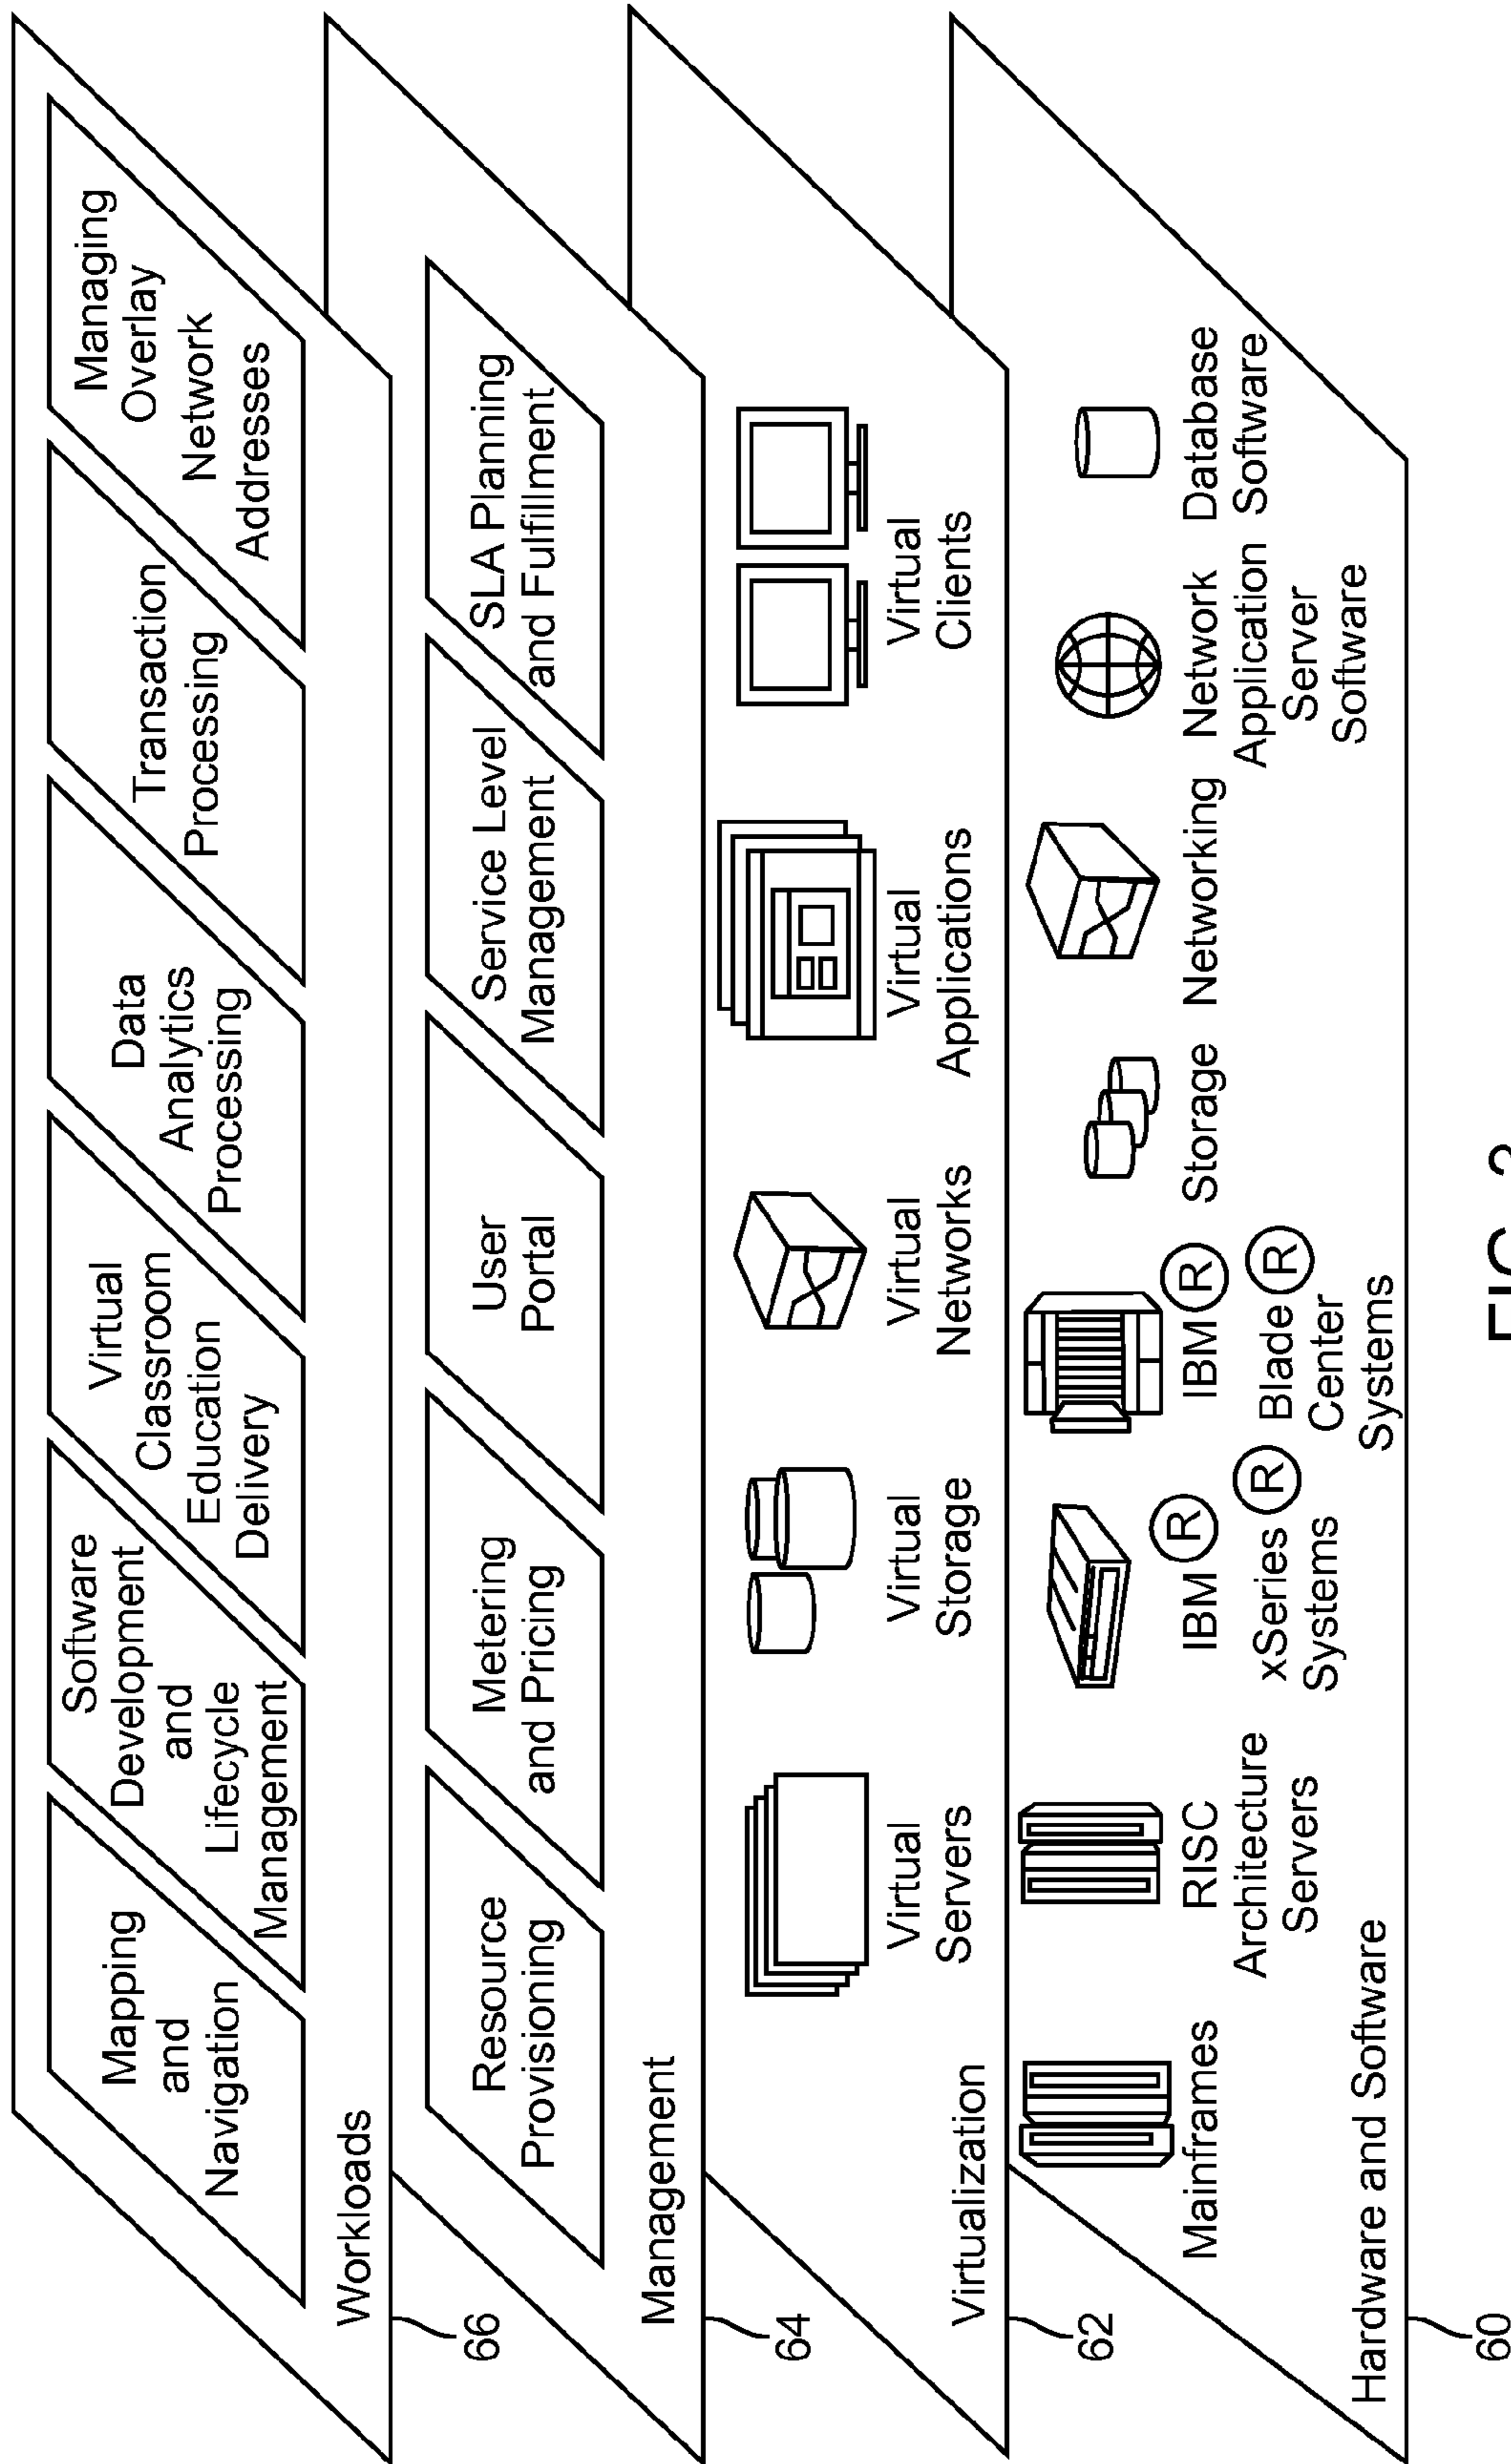 Mapping
and
Navigation
Software
Development
and
Lifecycle
Management
Virtual
Classroom
Education
Delivery
Data
Analytics
Processing
Transaction
Processing
Managing
Overlay
Network
Addresses
Workloads
66
Resource
Provisioning
Metering
and Pricing
User
Portal
Service Level
Management
SLA Planning
and Fulfillment
Management
64
Virtual
Servers
Virtual
Storage
Virtual
Networks
Virtual
Applications
Virtual
Clients
Virtualization
62
Mainframes
RISC
Architecture
Servers
IBM ®
xSeries ®
Systems
IBM ®
Blade ®
Center
Systems
Storage
Networking
Network
Application
Server
Software
Database
Software
Hardware and Software
60